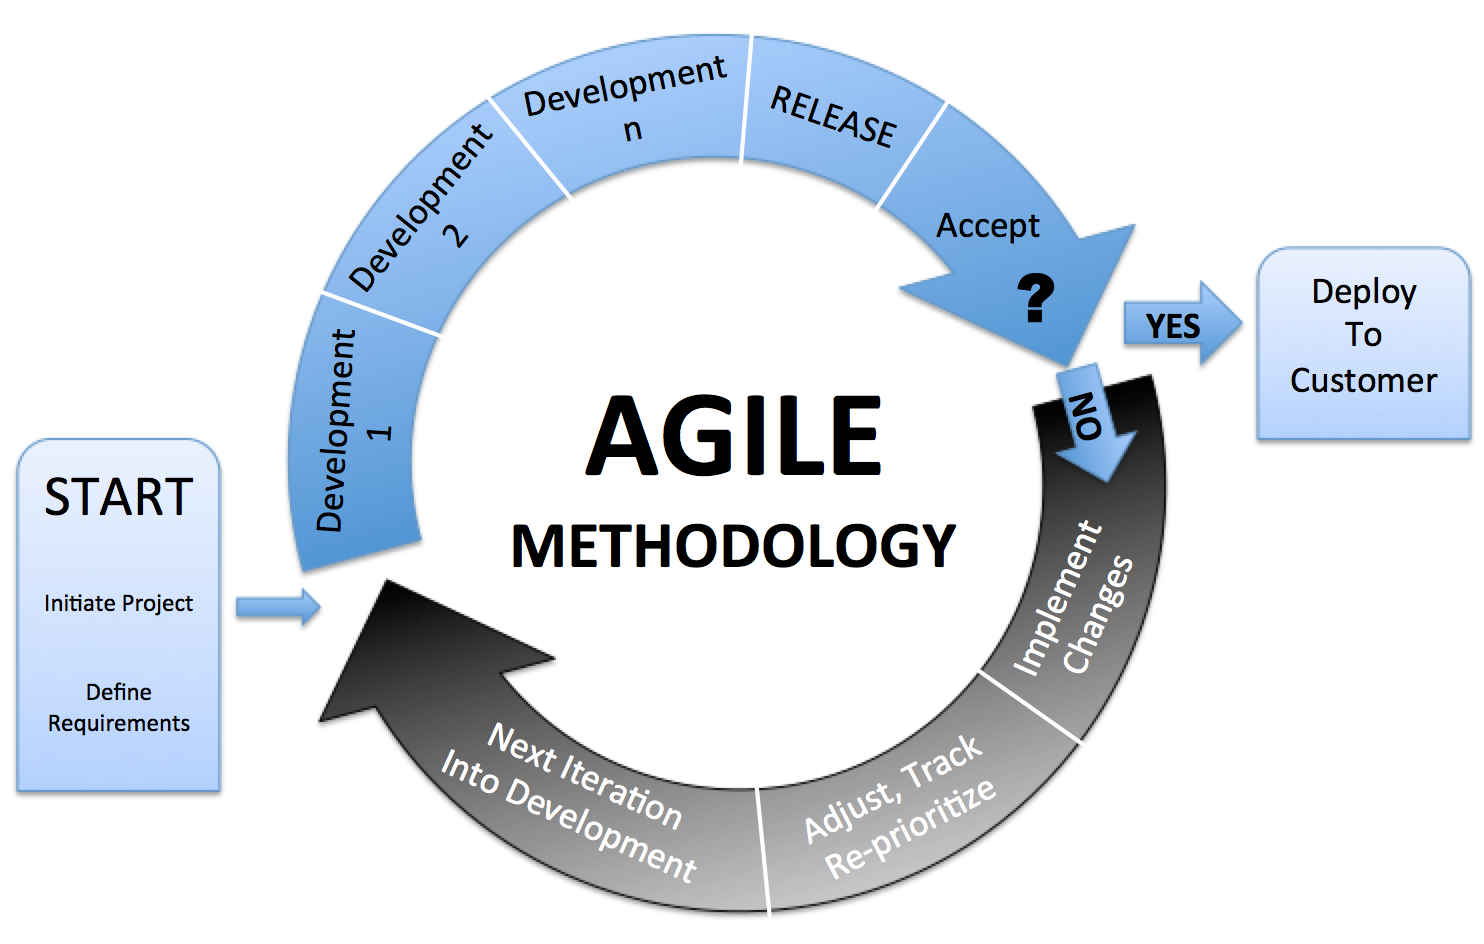 START
Initiate Project
Define
Requirements
Development
1
Development
2
Development
n
RELEASE
Accept
?
YES
Deploy
To
Customer
NO
Implement
Changes
Adjust, Track
Re-prioritize
Next Iteration
Into Development
AGILE
METHODOLOGY